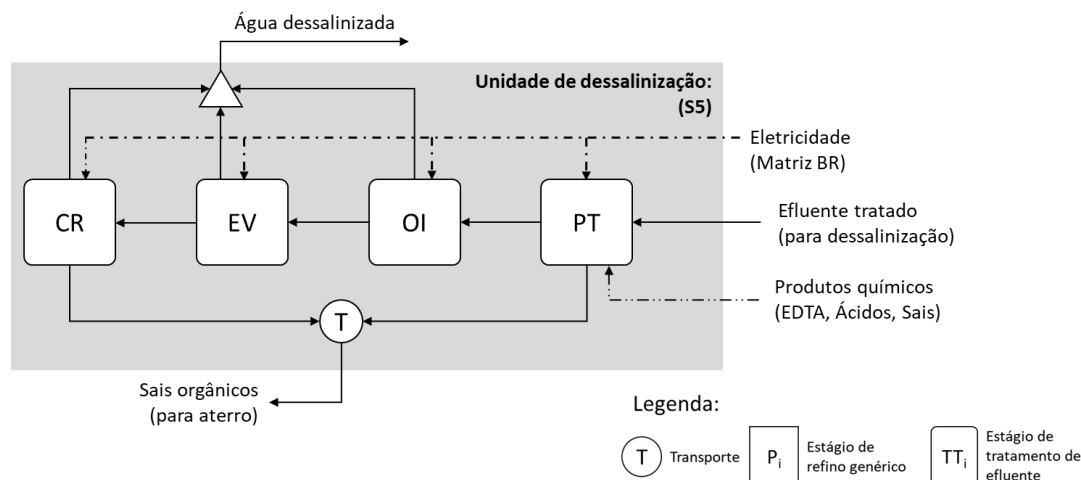 Água dessalinizada
Unidade de dessalinização:
(S5)
Eletricidade
(Matriz BR)
CR
EV
OI
PT
Efluente tratado
(para dessalinização)
Produtos químicos
(EDTA, Ácidos, Sais)
T
Sais orgânicos
(para aterro)
Legenda:
T
Transporte
Pi
Estágio de
refino genérico
TTi
Estágio de
tratamento de
efluente